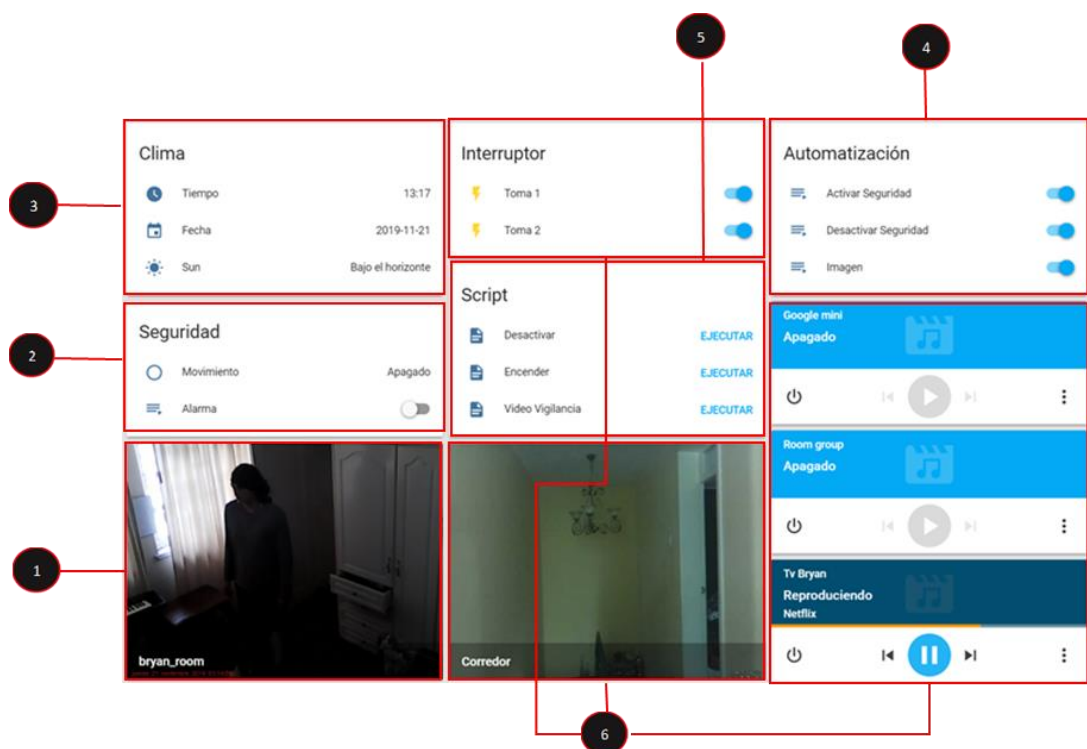 5
4
Clima
Tiempo 13:17
Fecha 2019-11-21
Sun Bajo el horizonte
3
Interruptor
Toma 1
Toma 2
Automatización
Activar Seguridad
Desactivar Seguridad
Imagen
Seguridad
Movimiento Apagado
Alarma
2
Script
Desactivar EJECUTAR
Encender EJECUTAR
Video Vigilancia EJECUTAR
Google mini
Apagado
Room group
Apagado
Tv Bryan
Reproduciendo
Netflix
1
bryan_room
Corredor
6